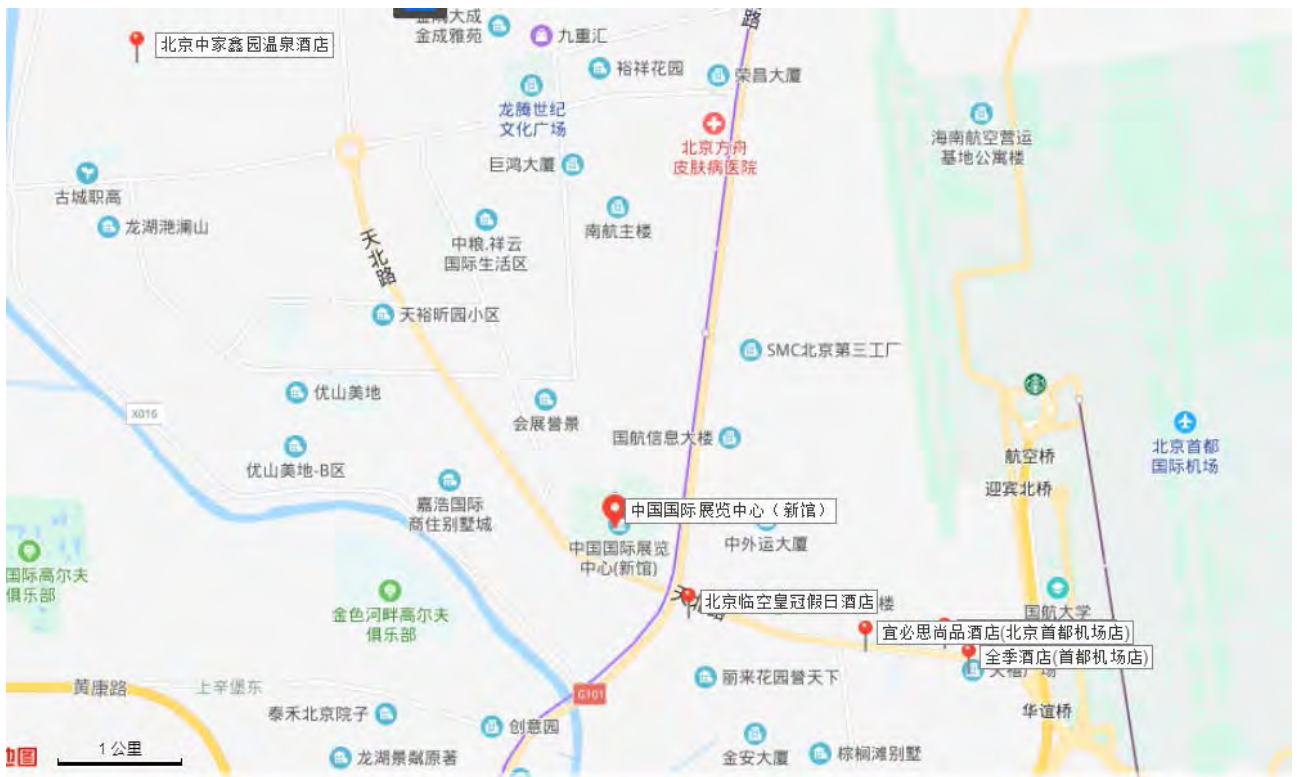 金成雅苑
九重汇
路
北京中家鑫园温泉酒店
裕祥花园
荣昌大厦
龙腾世纪
文化广场
北京方舟
皮肤病医院
海南航空营运
基地公寓楼
巨鸿大厦
古城职高
龙湖滟澜山
中粮.祥云
国际生活区
南航主楼
天北路
天裕昕园小区
SMC北京第三工厂
优山美地
X016
会展誉景
国航信息大楼
北京首都
国际机场
航空桥
优山美地-B区
迎宾北桥
嘉浩国际
商住别墅城
中国国际展览中心（新馆）
中国国际展览
中心(新馆)
中外运大厦
国际高尔夫
俱乐部
金色河畔高尔夫
俱乐部
北京临空皇冠假日酒店
楼
国航大学
宜必思尚品酒店(北京首都机场店)
全季酒店(首都机场店)
丽来花园誉天下
黄康路
上辛堡东
G101
泰禾北京院子
创意园
华谊桥
1公里
龙湖景粼原著
金安大厦
棕榈滩别墅